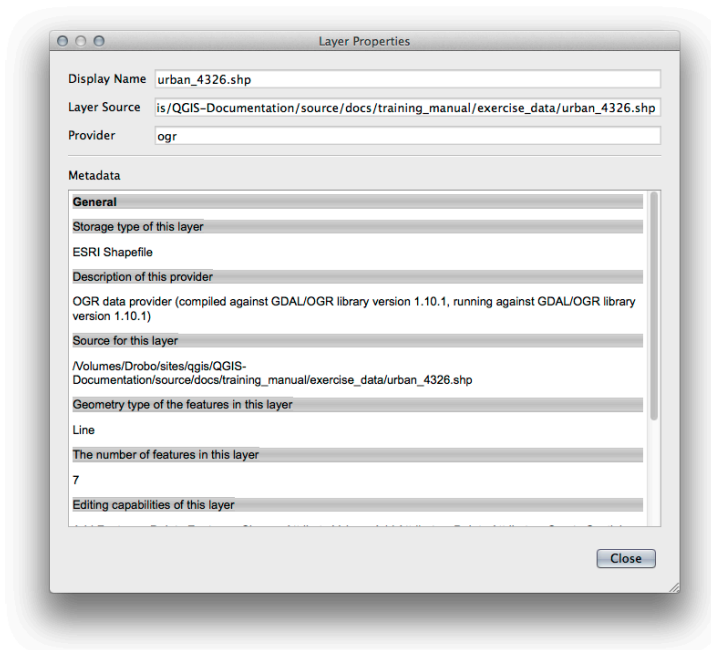 Layer Properties
Display Name urban_4326.shp
Layer Source is/QGIS-Documentation/source/docs/training_manual/exercise_data/urban_4326.shp
Provider ogr
Metadata
General
Storage type of this layer
ESRI Shapefile
Description of this provider
OGR data provider (compiled against GDAL/OGR library version 1.10.1, running against GDAL/OGR library
version 1.10.1)
Source for this layer
/Volumes/Drobo/sites/qgis/QGIS-
Documentation/source/docs/training_manual/exercise_data/urban_4326.shp
Geometry type of the features in this layer
Line
The number of features in this layer
7
Editing capabilities of this layer
Close